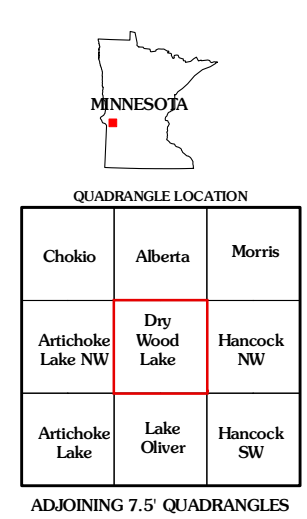 MINNESOTA
QUADRANGLE LOCATION
Chokio
Alberta
Morris
Artichoke
Lake NW
Dry
Wood
Lake
Hancock
NW
Artichoke
Lake
Lake
Oliver
Hancock
SW
ADJOINING 7.5' QUADRANGLES